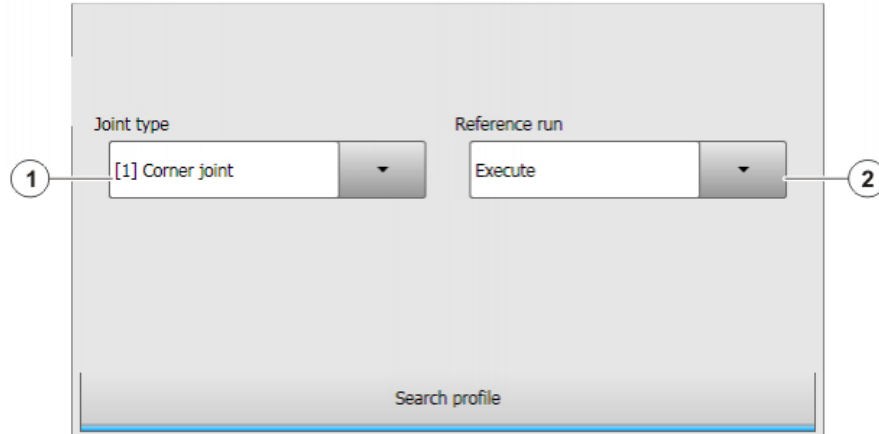 Joint type
Reference run
1
[1] Corner joint
Execute
2
Search profile